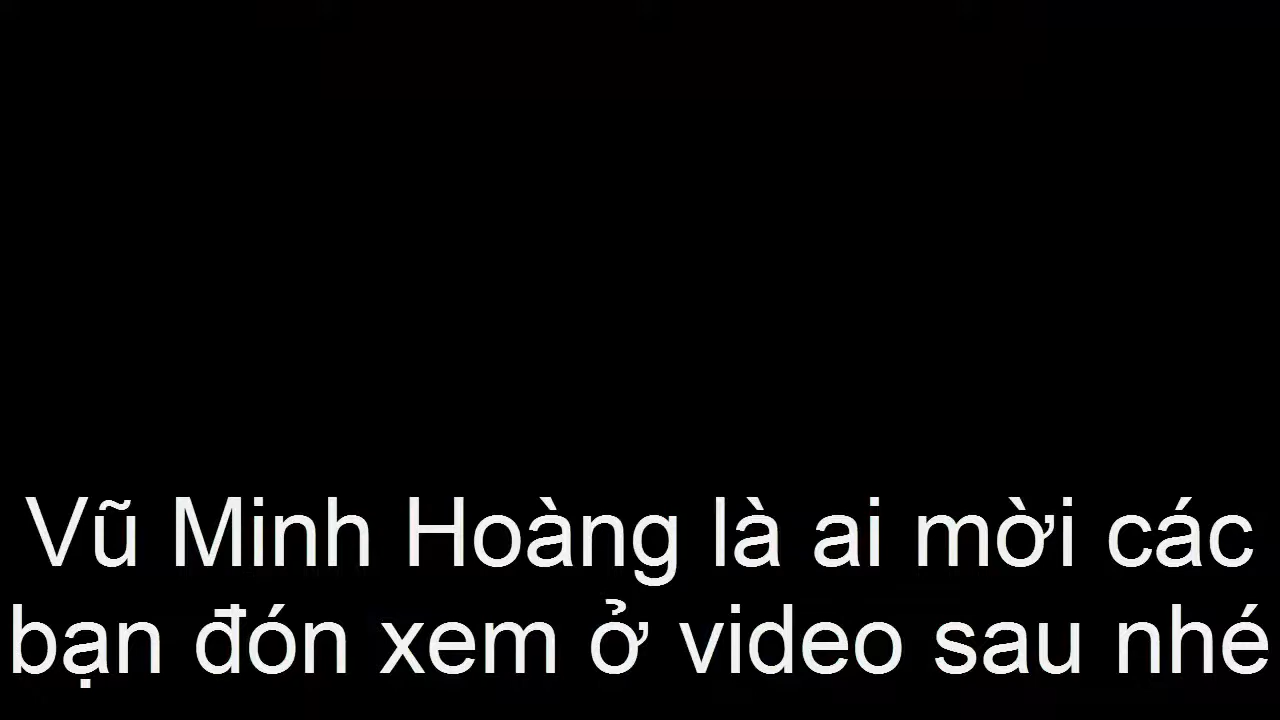 Vũ Minh Hoàng là ai mời các
bạn đón xem ở video sau nhé